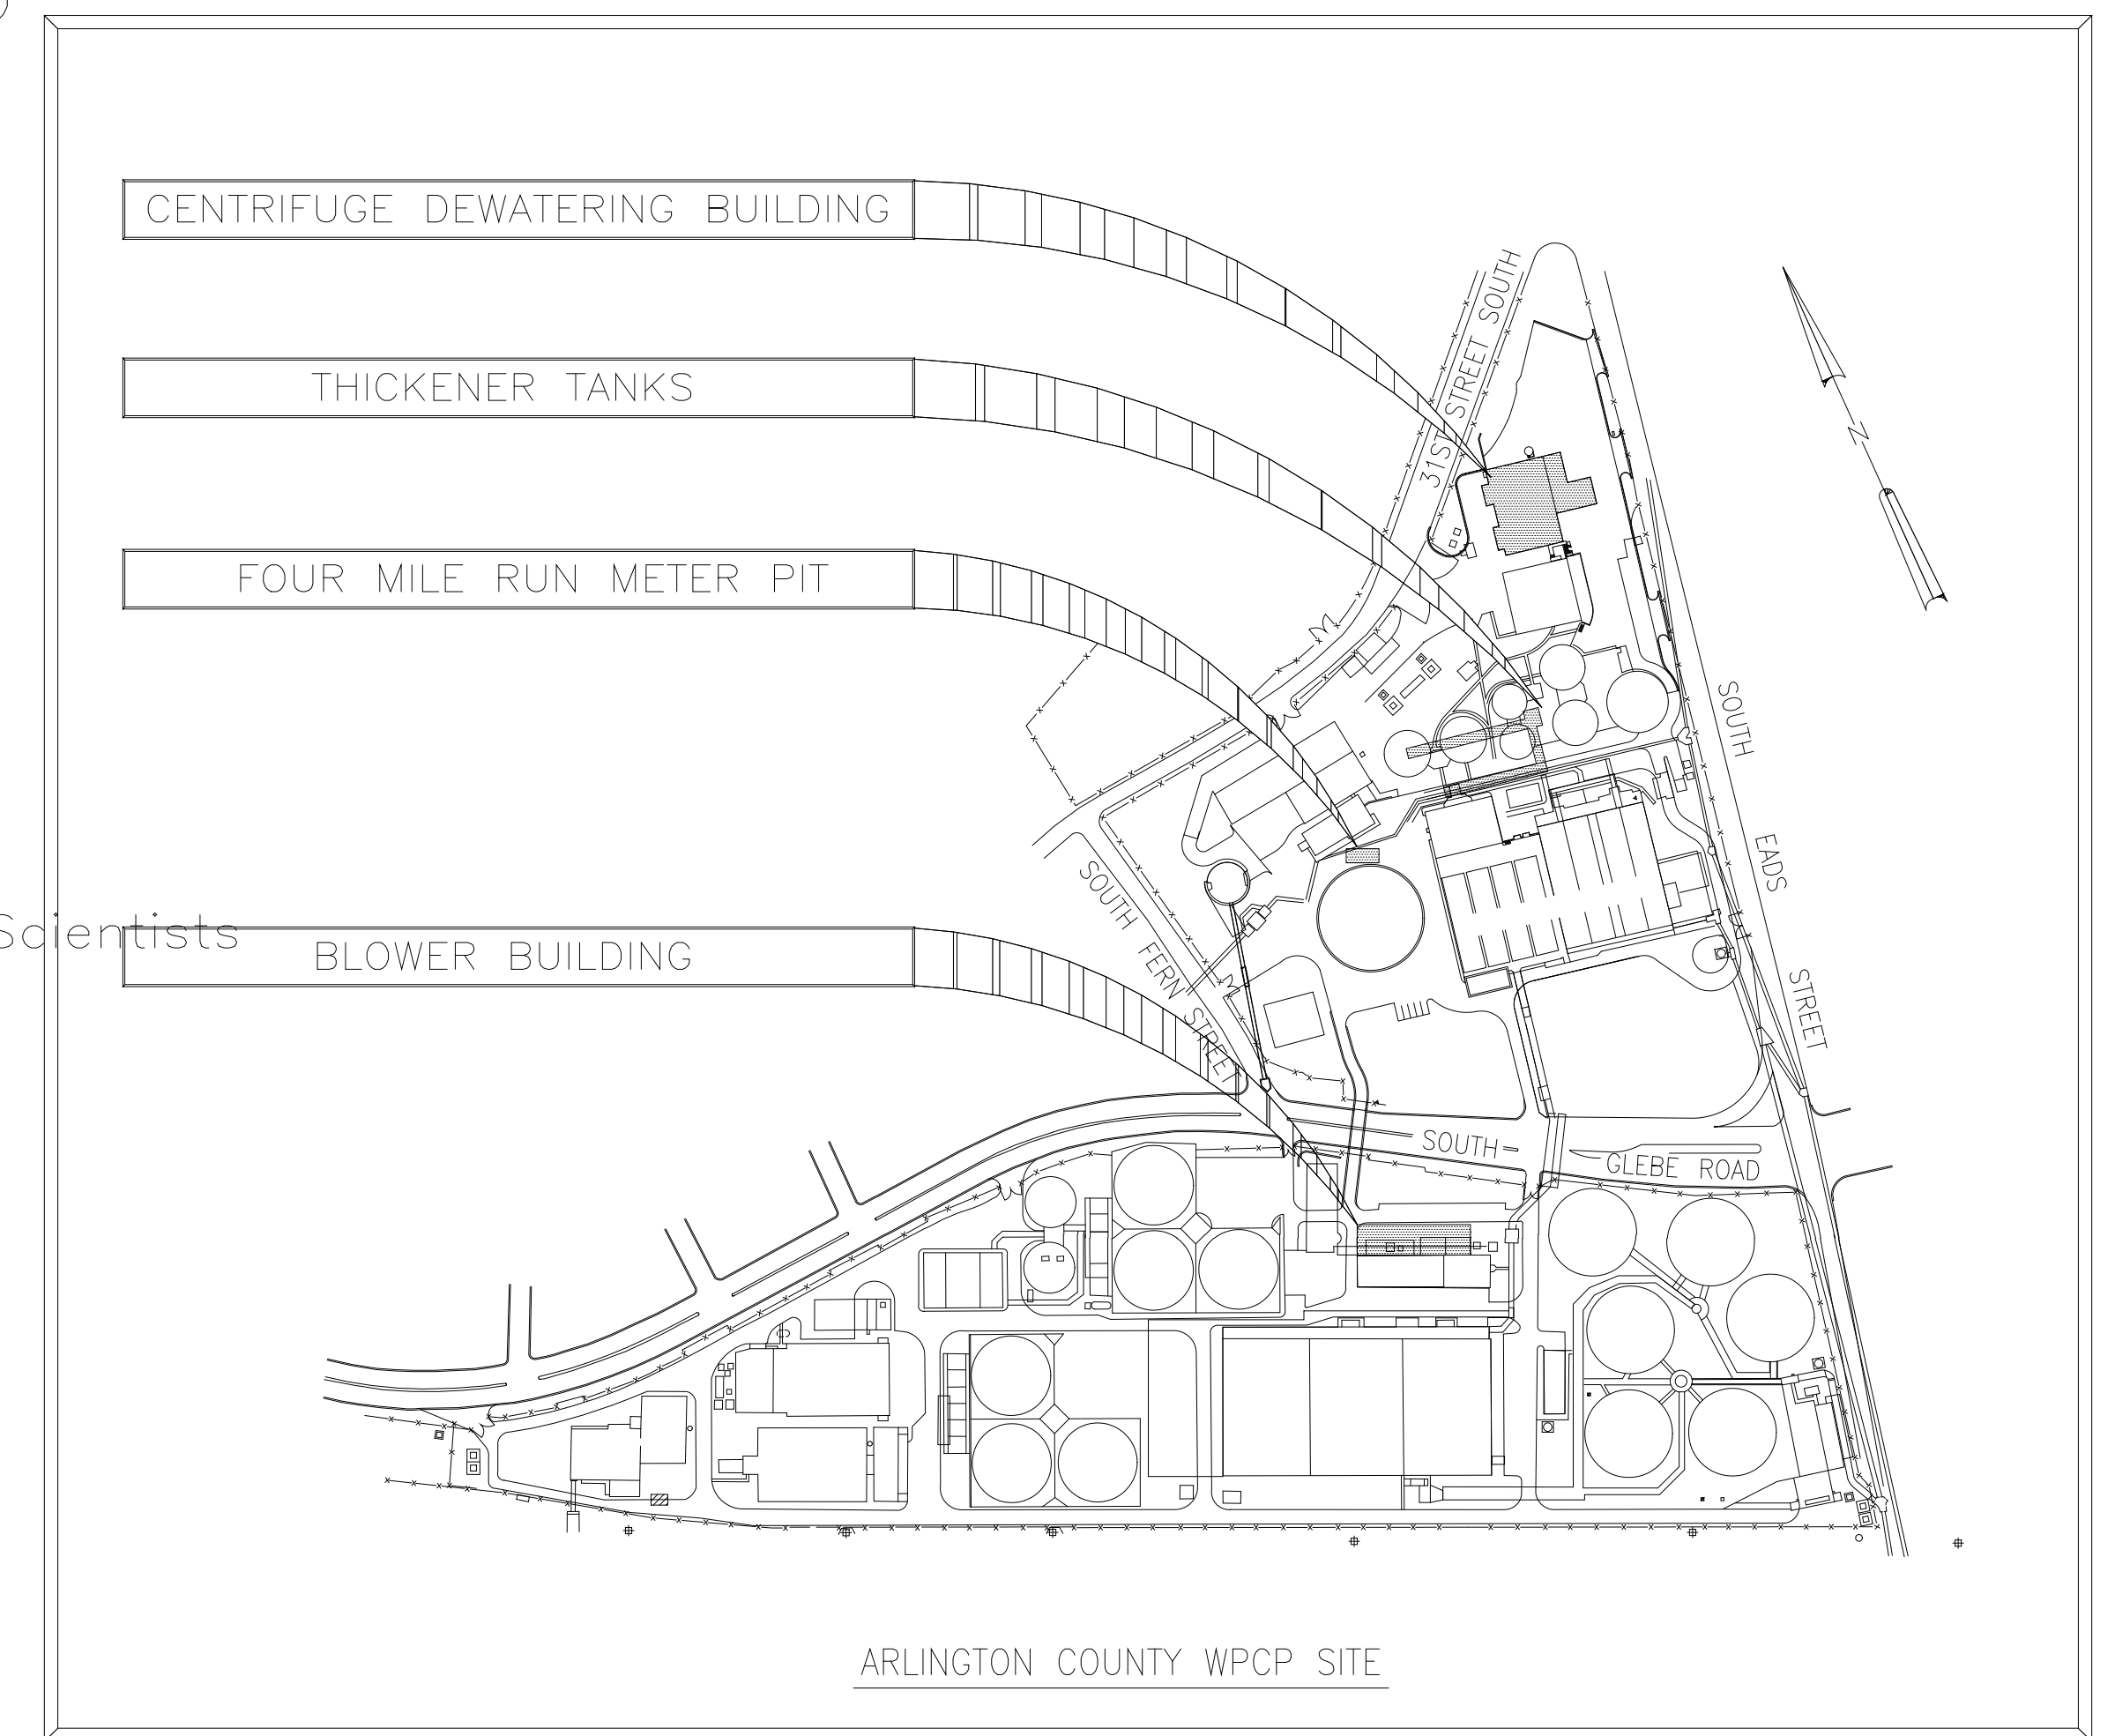 CENTRIFUGE DEWATERING BUILDING
THICKENER TANKS
FOUR MILE RUN METER PIT
Scientists
BLOWER BUILDING
31ST STREET SOUTH
N
SOUTH EADS STREET
SOUTH FERN STREET
SOUTH GLEBE ROAD
ARLINGTON COUNTY WPCP SITE